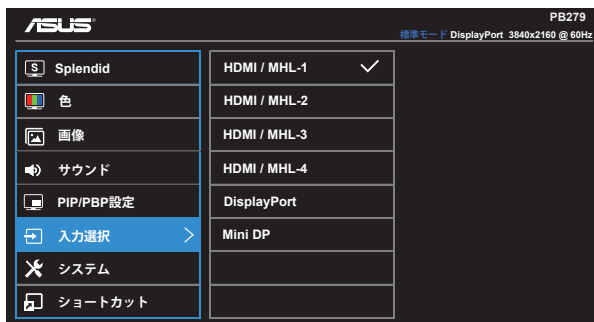 ASUS
PB279
標準モード DisplayPort 3840x2160 @ 60Hz
S Splendid
色
画像
サウンド
PIP/PBP設定
入力選択
システム
ショートカット
HDMI / MHL-1
HDMI / MHL-2
HDMI / MHL-3
HDMI / MHL-4
DisplayPort
Mini DP